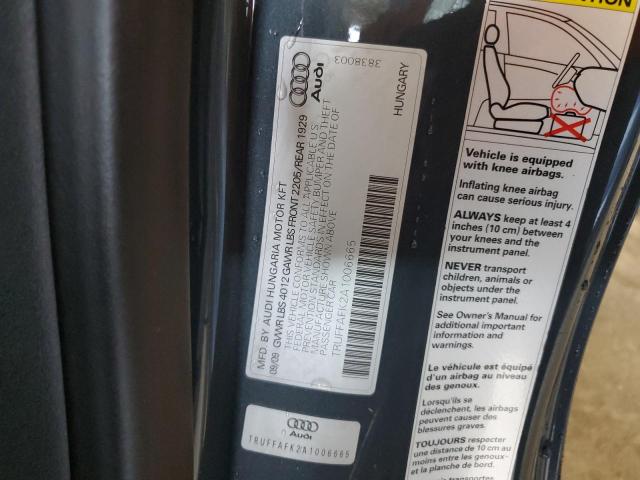 Audi
3838003
MFD. BY AUDI HUNGARIA MOTOR KFT
09/09 GVWR LBS 4012 GAWR LBS FRONT 2205/REAR 1929
THIS VEHICLE CONFORMS TO ALL APPLICABLE U.S.
FEDERAL MOTOR VEHICLE SAFETY, BUMPER AND THEFT
PREVENTION STANDARDS IN EFFECT ON THE DATE OF
MANUFACTURE SHOWN ABOVE
PASSENGER CAR
TRUFFAFK2A1006665
HUNGARY
Audi
TRUFFAFK2A1006665
Vehicle is equipped
with knee airbags.
Inflating knee airbag
can cause serious injury.
ALWAYS keep at least 4
inches (10 cm) between
your knees and the
instrument panel.
NEVER transport
children, animals or
objects under the
instrument panel.
See Owner's Manual for
additional important
information and
warnings.
Le véhicule est équipé
d'un airbag au niveau
des genoux.
Lorsqu'ils se
déclenchent, les airbags
peuvent causer des
blessures graves.
TOUJOURS respecter
une distance de 10 cm au
moins entre les genoux
et la planche de bord.